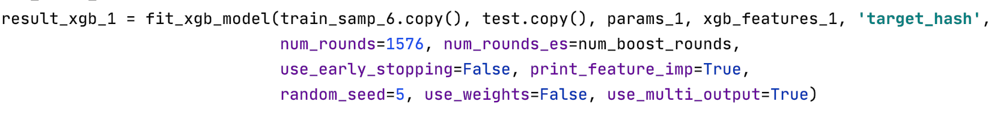 result_xgb_1 = fit_xgb_model(train_samp_6.copy(), test.copy(), params_1, xgb_features_1, 'target_hash',
num_rounds=1576, num_rounds_es=num_boost_rounds,
use_early_stopping=False, print_feature_imp=True,
random_seed=5, use_weights=False, use_multi_output=True)